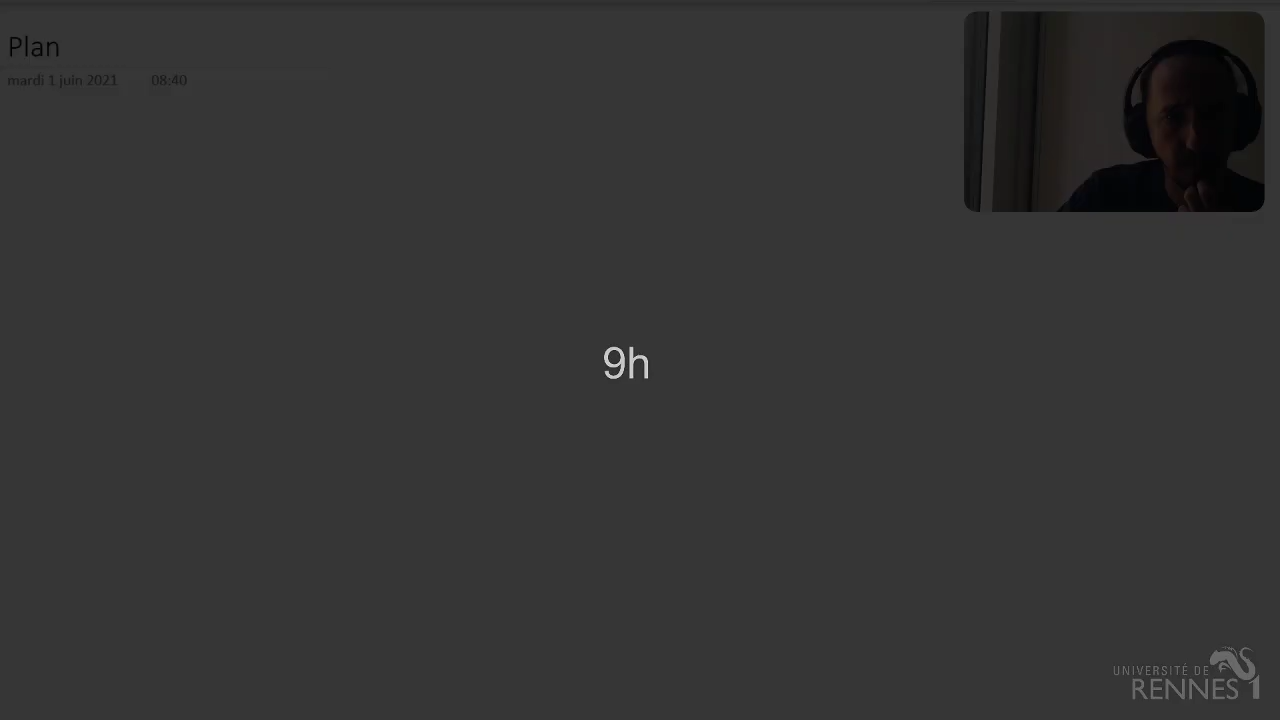 Plan
mardi 1 juin 2021 08:40
9h
UNIVERSITÉ DE
RENNES 1